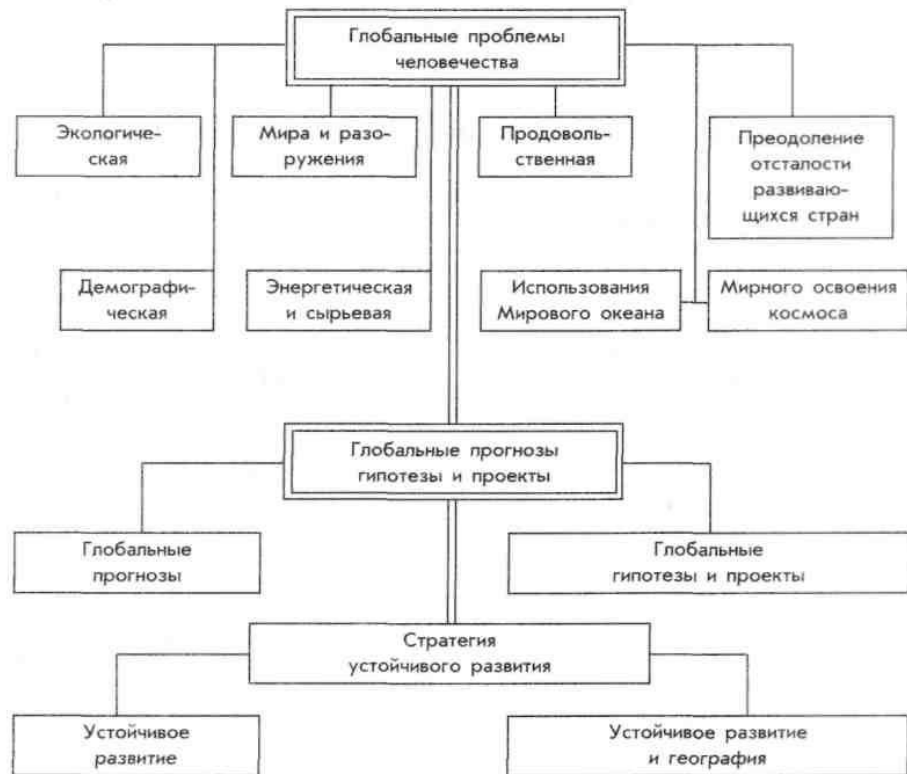 Глобальные проблемы
человечества
Экологиче-
ская
Мира и разо-
ружения
Продоволь-
ственная
Преодоление
отсталости
развиваю-
щихся стран
Демографи-
ческая
Энергетическая
и сырьевая
Использования
Мирового океана
Мирного освоения
космоса
Глобальные прогнозы
гипотезы и проекты
Глобальные
прогнозы
Глобальные
гипотезы и проекты
Стратегия
устойчивого развития
Устойчивое
развитие
Устойчивое развитие
и география